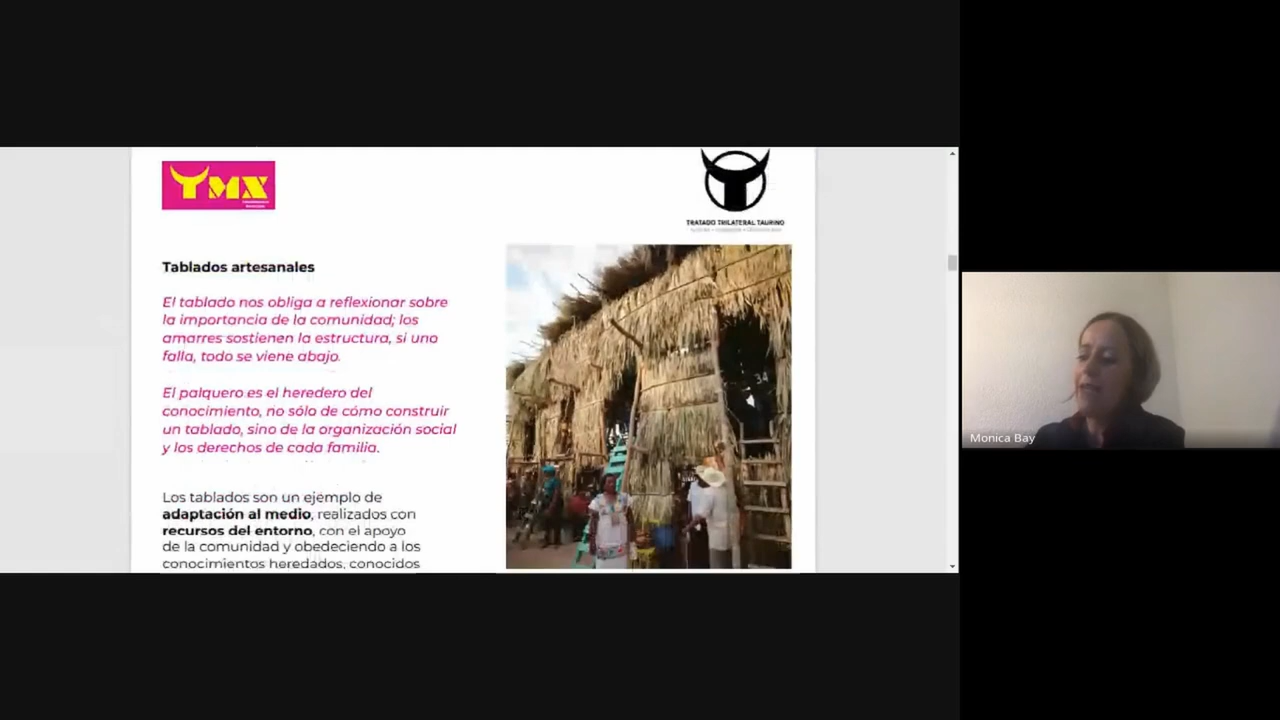 TMX
TRATADO TRILATERAL TAURINO
Tablados artesanales
El tablado nos obliga a reflexionar sobre
la importancia de la comunidad; los
amarres sostienen la estructura, si uno
falla, todo se viene abajo.
El palquero es el heredero del
conocimiento, no sólo de cómo construir
un tablado, sino de la organización social
y los derechos de cada familia.
Los tablados son un ejemplo de
adaptación al medio, realizados con
recursos del entorno, con el apoyo
de la comunidad y obedeciendo a los
conocimientos heredados, conocidos
Monica Bay